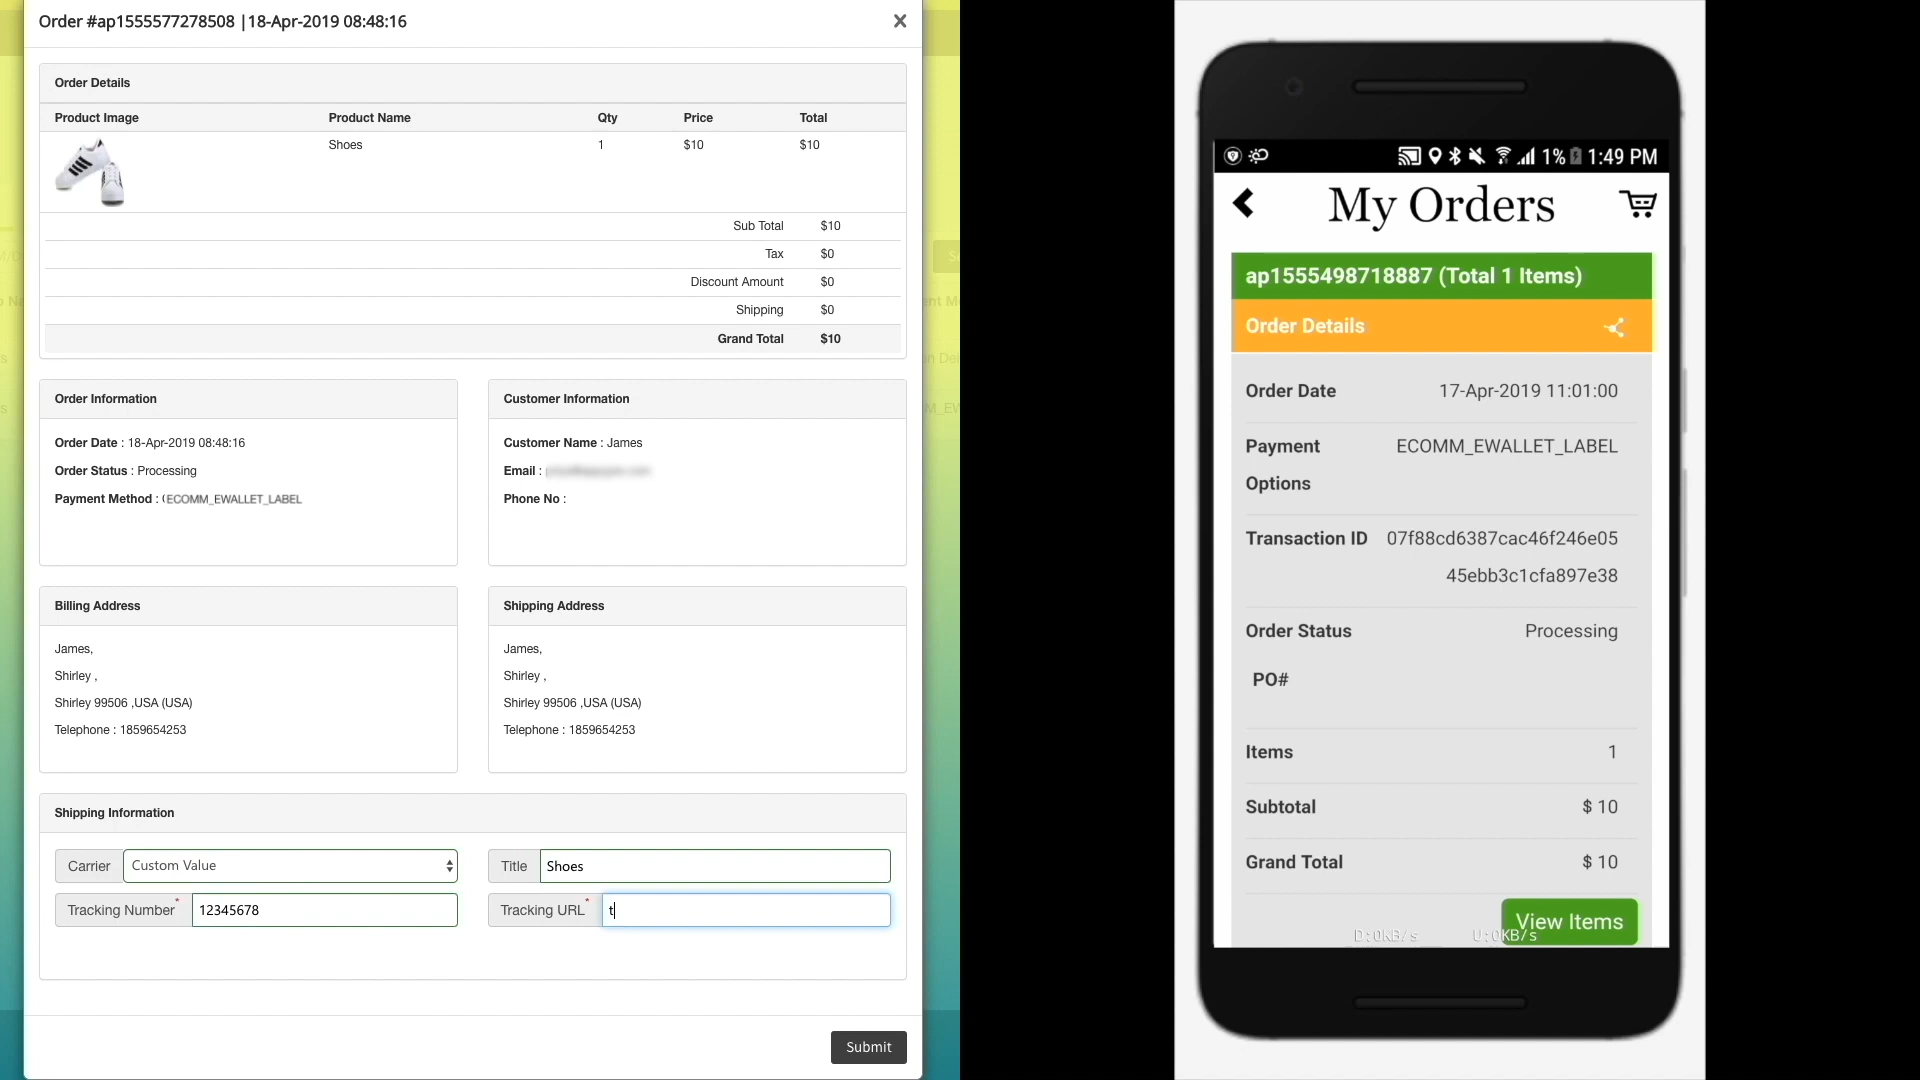 Order #ap1555577278508 |18-Apr-2019 08:48:16
Order Details
Product Image Product Name Qty Price Total
Shoes 1 $10 $10
Sub Total $10
Tax $0
Discount Amount $0
Shipping $0
Grand Total $10
Order Information
Order Date : 18-Apr-2019 08:48:16
Order Status : Processing
Payment Method : (ECOMM_EWALLET_LABEL
Customer Information
Customer Name : James
Email :
Phone No :
Billing Address
James,
Shirley ,
Shirley 99506 ,USA (USA)
Telephone : 1859654253
Shipping Address
James,
Shirley ,
Shirley 99506 ,USA (USA)
Telephone : 1859654253
Shipping Information
Carrier Custom Value
Title Shoes
Tracking Number* 12345678
Tracking URL* t
Submit
1% 1:49 PM
My Orders
ap1555498718887 (Total 1 Items)
Order Details
Order Date 17-Apr-2019 11:01:00
Payment Options ECOMM_EWALLET_LABEL
Transaction ID 07f88cd6387cac46f246e05
45ebb3c1cfa897e38
Order Status Processing
PO#
Items 1
Subtotal $ 10
Grand Total $ 10
View Items
D:0KB/s U:0KB/s